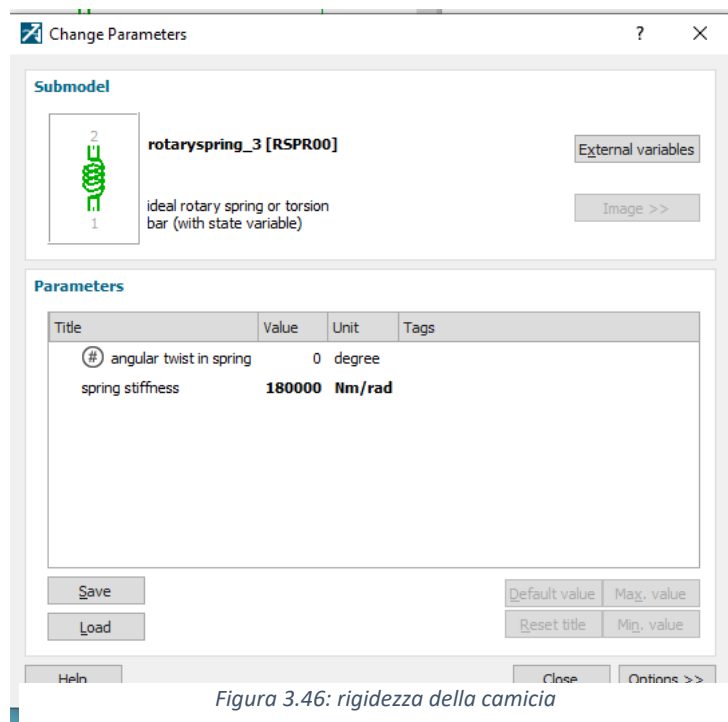 Change Parameters
?
Submodel
2
1
rotaryspring_3 [RSPR00]
ideal rotary spring or torsion
bar (with state variable)
External variables
Image >>
Parameters
Title Value Unit Tags
# angular twist in spring 0 degree
spring stiffness 180000 Nm/rad
Save
Load
Default value Max. value
Reset title Min. value
Help Close Options >>
Figura 3.46: rigidezza della camicia